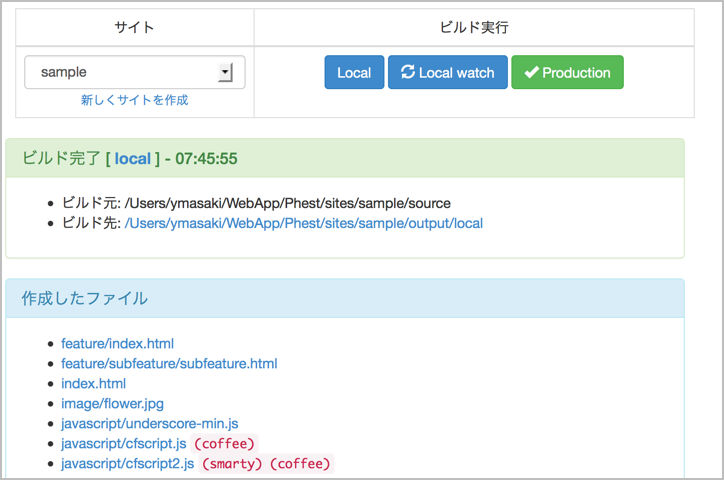 サイト ビルド実行
sample Local Local watch Production
新しくサイトを作成
ビルド完了 [ local ] - 07:45:55
ビルド元: /Users/ymasaki/WebApp/Phest/sites/sample/source
ビルド先: /Users/ymasaki/WebApp/Phest/sites/sample/output/local
作成したファイル
feature/index.html
feature/subfeature/subfeature.html
index.html
image/flower.jpg
javascript/underscore-min.js
javascript/cfscript.js (coffee)
javascript/cfscript2.js (smarty) (coffee)